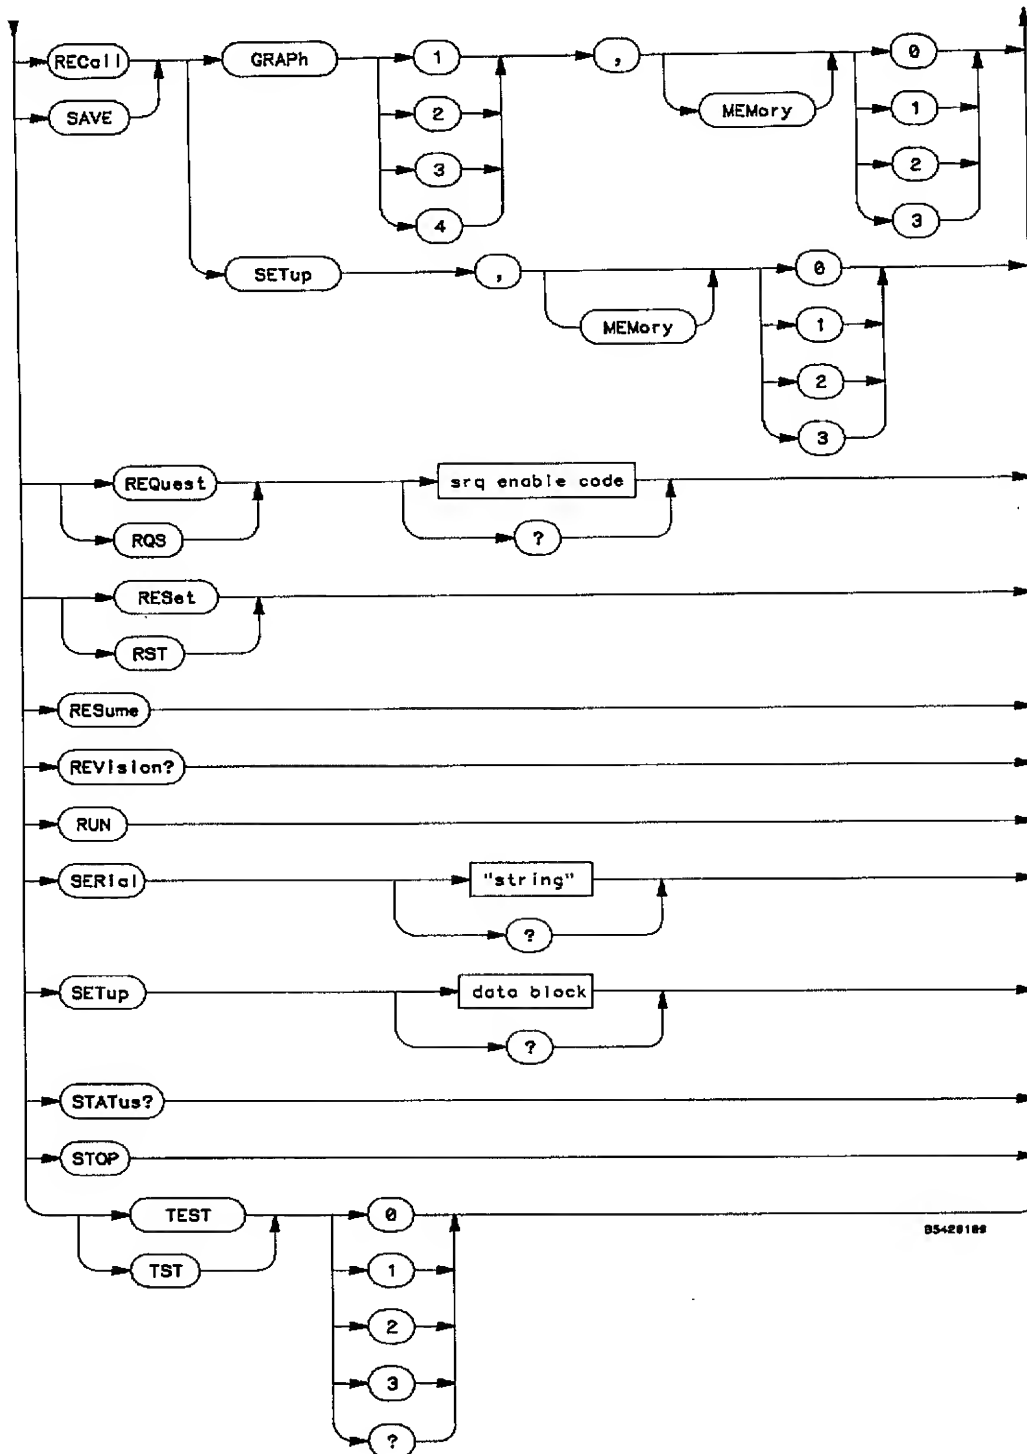 RECall
GRAPh
1
,
0
SAVE
MEMory
2
1
3
2
4
3
SETup
,
0
MEMory
1
2
3
REQuest
srq enable code
RQS
?
RESet
RST
RESume
REVision?
RUN
SERial
"string"
?
SETup
data block
?
STATus?
STOP
TEST
0
TST
1
2
3
?